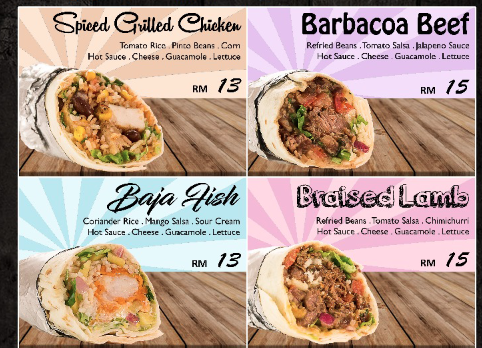 Spiced Grilled Chicken
Tomato Rice . Pinto Beans . Corn
Hot Sauce . Cheese . Guacamole . Lettuce
RM 13
Barbacoa Beef
Refried Beans . Tomato Salsa . Jalapeno Sauce
Hot Sauce . Cheese . Guacamole . Lettuce
RM 15
Baja Fish
Coriander Rice . Mango Salsa . Sour Cream
Hot Sauce . Cheese . Guacamole . Lettuce
RM 13
Braised Lamb
Refried Beans . Tomato Salsa . Chimichurri
Hot Sauce . Cheese . Guacamole . Lettuce
RM 15